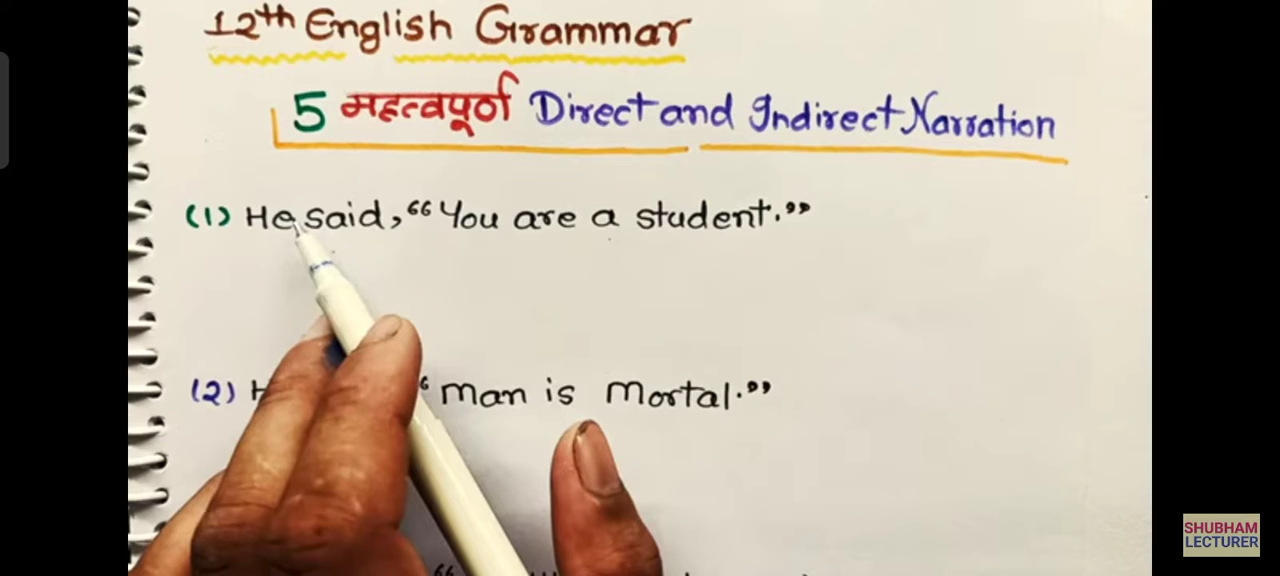 12th English Grammar
5 महत्वपूर्ण Direct and Indirect Narration
(1) He said, “You are a student.”
(2) H “Man is Mortal.”
SHUBHAM
LECTURER